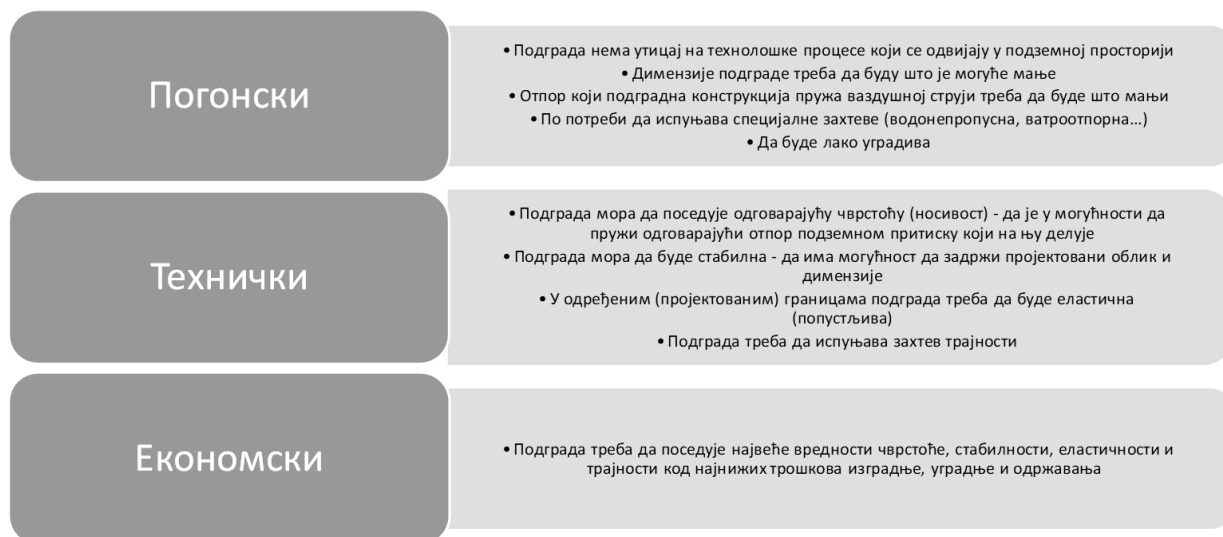 Погонски
• Подграда нема утицај на технолошке процесе који се одвијају у подземној просторији
• Димензије подграде треба да буду што је могуће мање
• Отпор који подградна конструкција пружа ваздушној струји треба да буде што мањи
• По потреби да испуњава специјалне захтеве (водонепропусна, ватроотпорна...)
• Да буде лако уградива
Технички
• Подграда мора да поседује одговарајућу чврстоћу (носивост) - да је у могућности да
пружи одговарајући отпор подземном притиску који на њу делује
• Подграда мора да буде стабилна - да има могућност да задржи пројектовани облик и
димензије
• У одређеним (пројектованим) границама подграда треба да буде еластична
(попустљива)
• Подграда треба да испуњава захтев трајности
Економски
• Подграда треба да поседује највеће вредности чврстоће, стабилности, еластичности и
трајности код најнижих трошкова изградње, уградње и одржавања